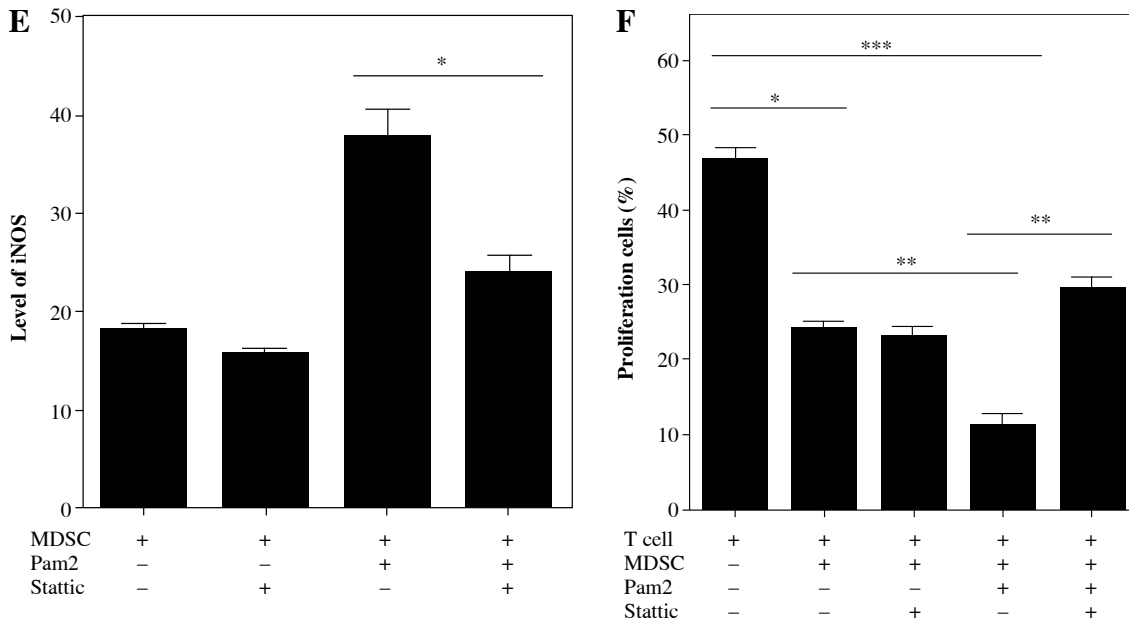 E
50
40
30
20
10
0
Level of iNOS
*
MDSC + + + +
Pam2 – – + +
Stattic – + – +
F
60
50
40
30
20
10
0
Proliferation cells (%)
***
*
**
**
T cell + + + + +
MDSC – + + + +
Pam2 – – – + +
Stattic – – + – +